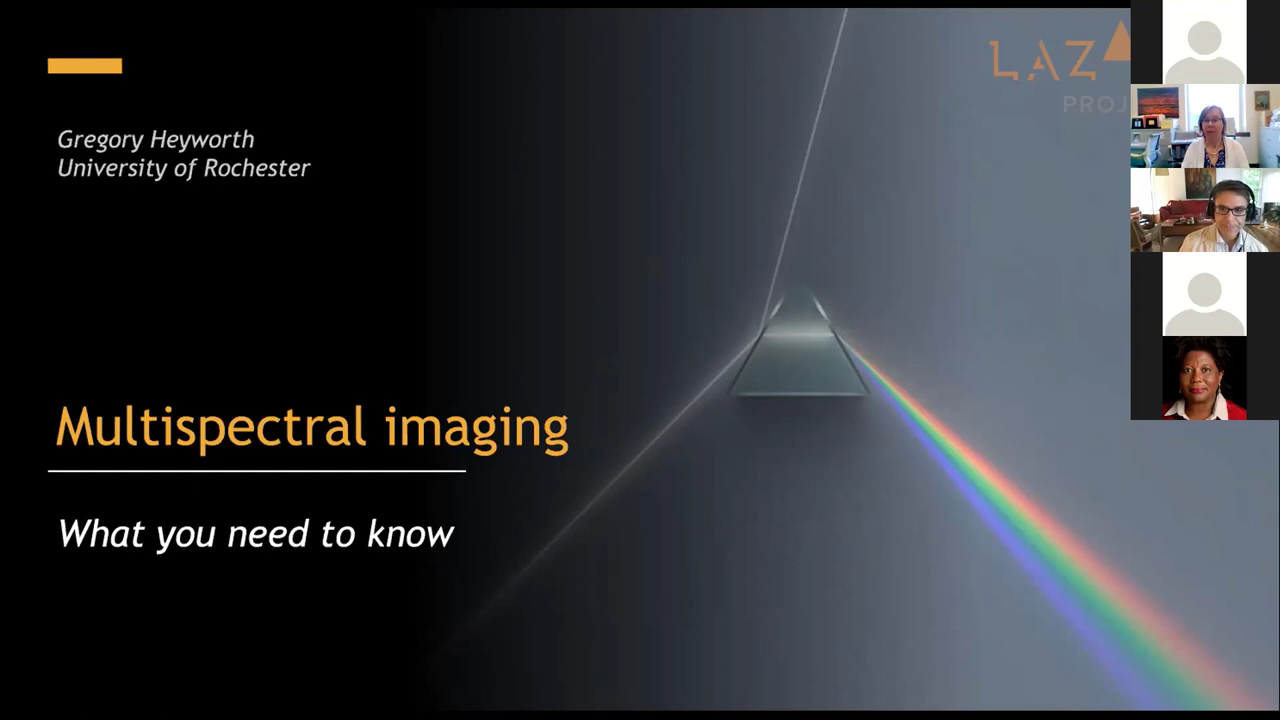 Gregory Heyworth
University of Rochester
Multispectral imaging
What you need to know